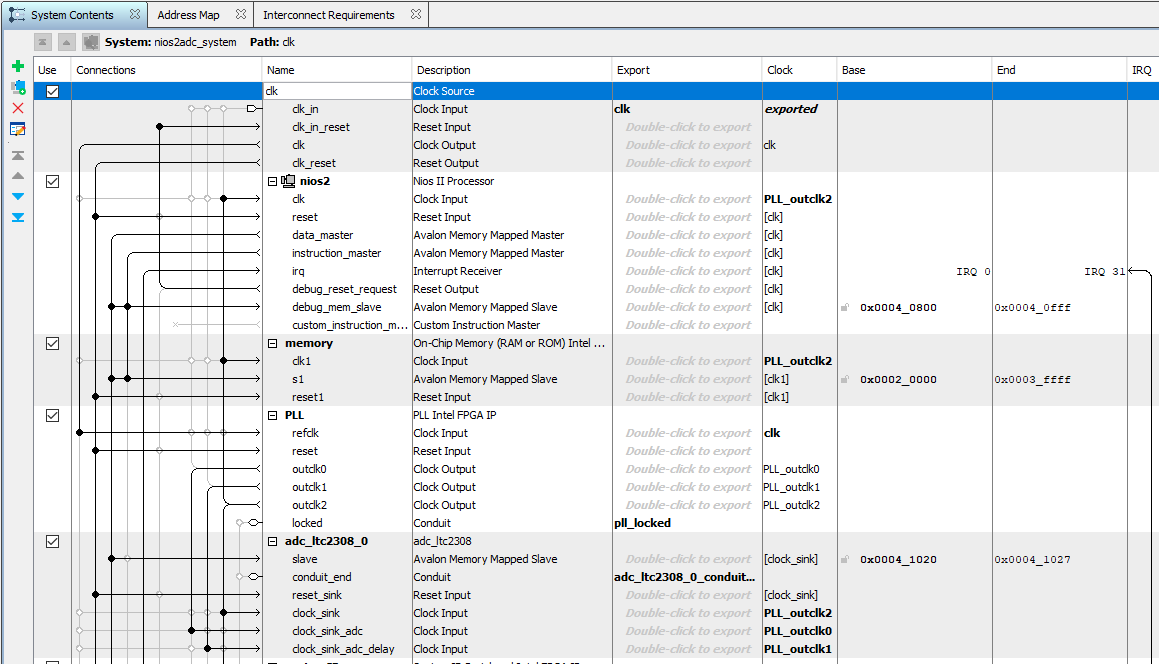 System Contents Address Map Interconnect Requirements
System: nios2adc_system Path: clk
Use Connections Name Description Export Clock Base End IRQ
clk Clock Source
clk_in Clock Input clk exported
clk_in_reset Reset Input Double-click to export
clk Clock Output Double-click to export clk
clk_reset Reset Output Double-click to export
nios2 Nios II Processor
clk Clock Input Double-click to export PLL_outclk2
reset Reset Input Double-click to export [clk]
data_master Avalon Memory Mapped Master Double-click to export [clk]
instruction_master Avalon Memory Mapped Master Double-click to export [clk]
irq Interrupt Receiver Double-click to export [clk] IRQ 0 IRQ 31
debug_reset_request Reset Output Double-click to export [clk]
debug_mem_slave Avalon Memory Mapped Slave Double-click to export [clk] 0x0004_0800 0x0004_0fff
custom_instruction_m... Custom Instruction Master Double-click to export
memory On-Chip Memory (RAM or ROM) Intel ...
clk1 Clock Input Double-click to export PLL_outclk2
s1 Avalon Memory Mapped Slave Double-click to export [clk1] 0x0002_0000 0x0003_ffff
reset1 Reset Input Double-click to export [clk1]
PLL PLL Intel FPGA IP
refclk Clock Input Double-click to export clk
reset Reset Input Double-click to export
outclk0 Clock Output Double-click to export PLL_outclk0
outclk1 Clock Output Double-click to export PLL_outclk1
outclk2 Clock Output Double-click to export PLL_outclk2
locked Conduit pll_locked
adc_ltc2308_0 adc_ltc2308
slave Avalon Memory Mapped Slave Double-click to export [clock_sink] 0x0004_1020 0x0004_1027
conduit_end Conduit adc_ltc2308_0_conduit...
reset_sink Reset Input Double-click to export [clock_sink]
clock_sink Clock Input Double-click to export PLL_outclk2
clock_sink_adc Clock Input Double-click to export PLL_outclk0
clock_sink_adc_delay Clock Input Double-click to export PLL_outclk1